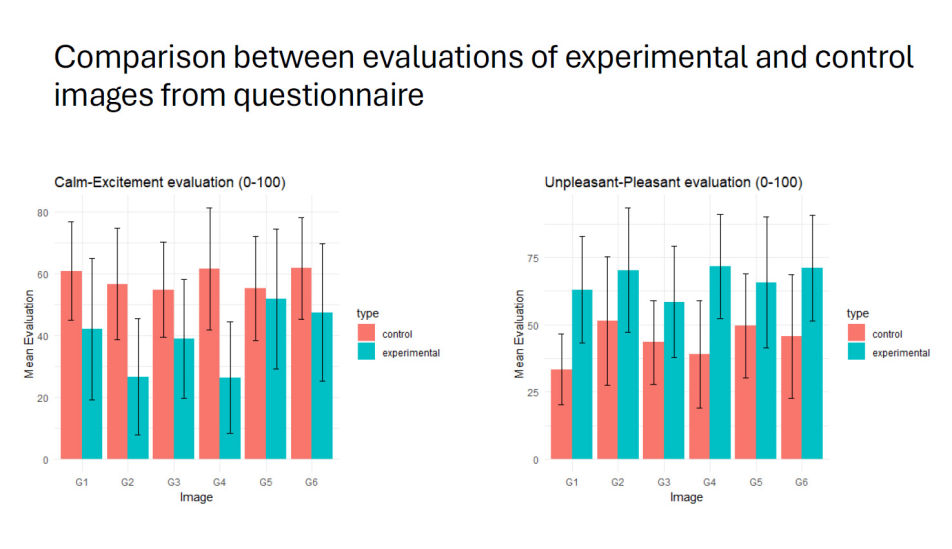 Comparison between evaluations of experimental and control
images from questionnaire
Calm-Excitement evaluation (0-100)
80
60
40
20
0
Mean Evaluation
G1 G2 G3 G4 G5 G6
Image
type
control
experimental
Unpleasant-Pleasant evaluation (0-100)
75
50
25
0
Mean Evaluation
G1 G2 G3 G4 G5 G6
Image
type
control
experimental